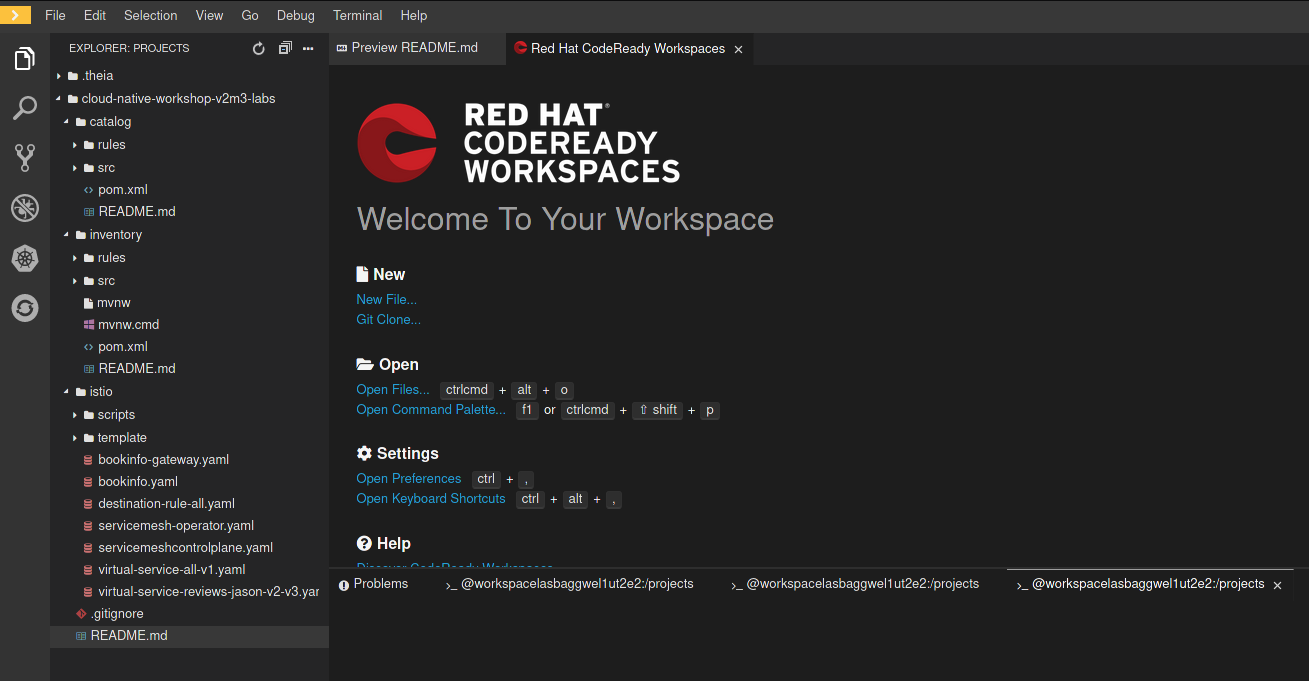 File Edit Selection View Go Debug Terminal Help
EXPLORER: PROJECTS
.theia
cloud-native-workshop-v2m3-labs
catalog
rules
src
pom.xml
README.md
inventory
rules
src
mvnw
mvnw.cmd
pom.xml
README.md
istio
scripts
template
bookinfo-gateway.yaml
bookinfo.yaml
destination-rule-all.yaml
servicemesh-operator.yaml
servicemeshcontrolplane.yaml
virtual-service-all-v1.yaml
virtual-service-reviews-jason-v2-v3.yar
.gitignore
README.md
Preview README.md
Red Hat CodeReady Workspaces ×
RED HAT®
CODEREADY
WORKSPACES
Welcome To Your Workspace
New
New File...
Git Clone...
Open
Open Files... ctrlcmd + alt + o
Open Command Palette... f1 or ctrlcmd + ⇧ shift + p
Settings
Open Preferences ctrl + ,
Open Keyboard Shortcuts ctrl + alt + ,
Help
Discover CodeReady Workspaces
Problems
>_ @workspacelasbaggwel1ut2e2:/projects
>_ @workspacelasbaggwel1ut2e2:/projects
>_ @workspacelasbaggwel1ut2e2:/projects ×